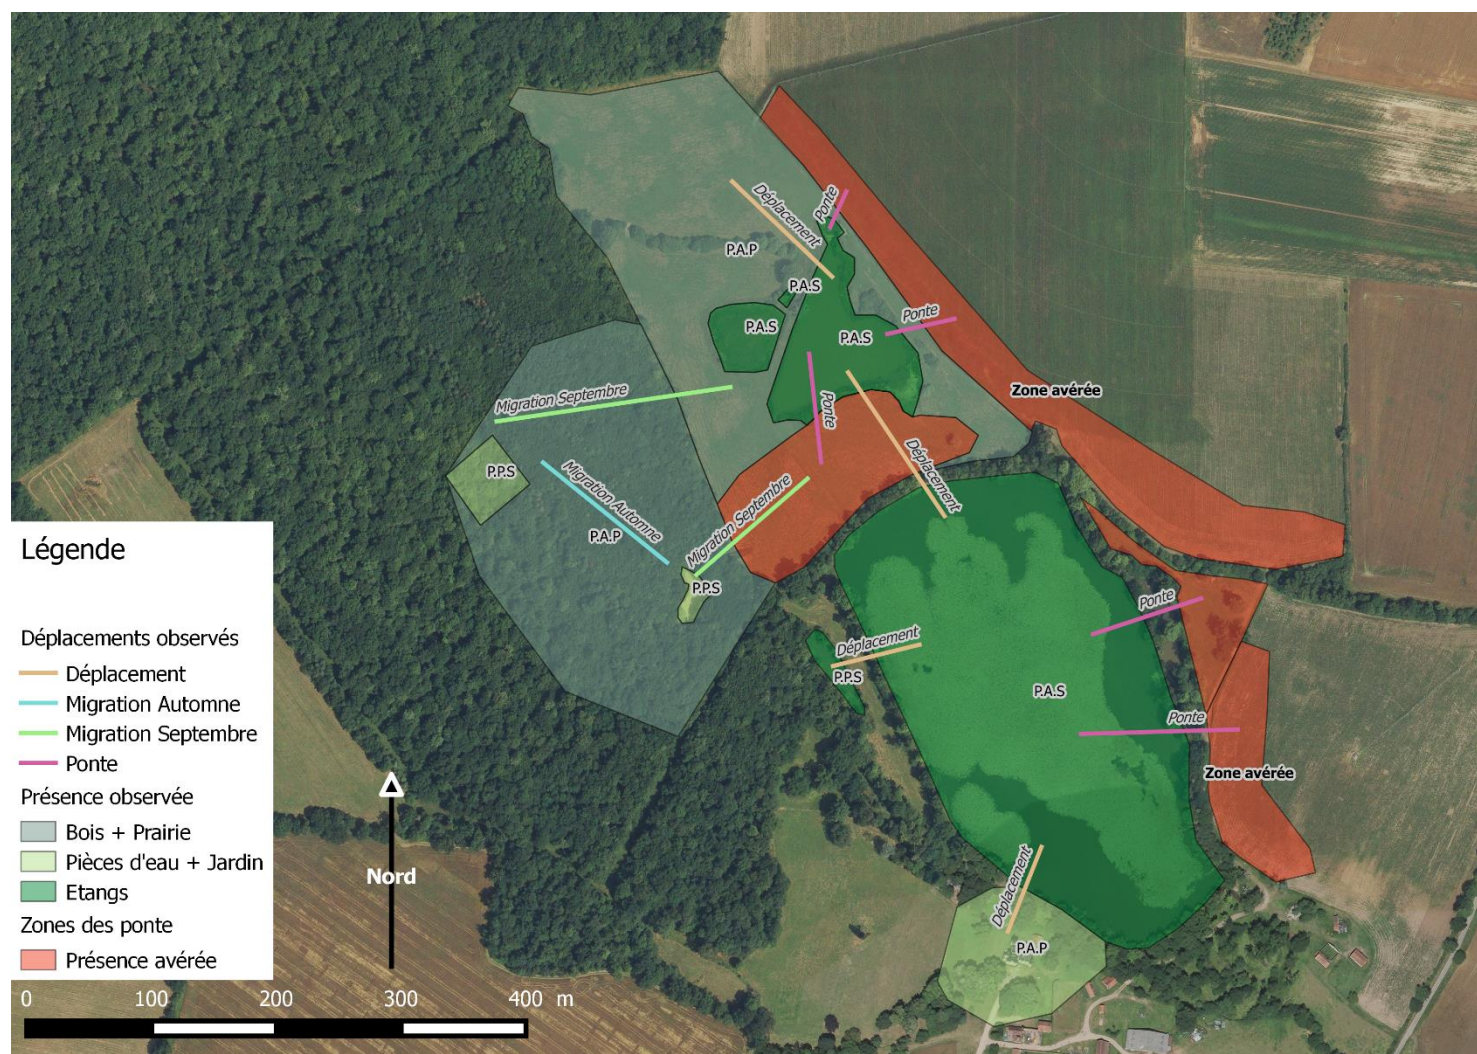 Déplacement
Ponte
P.A.P
P.A.S
P.A.S
P.A.S
Ponte
Zone avérée
Migration Septembre
Ponte
Déplacement
P.P.S
Migration Automne
P.A.P
Migration Septembre
P.P.S
Ponte
Déplacement
P.P.S
P.A.S
Ponte
Zone avérée
Déplacement
P.A.P
Légende
Déplacements observés
Déplacement
Migration Automne
Migration Septembre
Ponte
Présence observée
Bois + Prairie
Pièces d'eau + Jardin
Etangs
Zones des ponte
Présence avérée
Nord
0 100 200 300 400 m